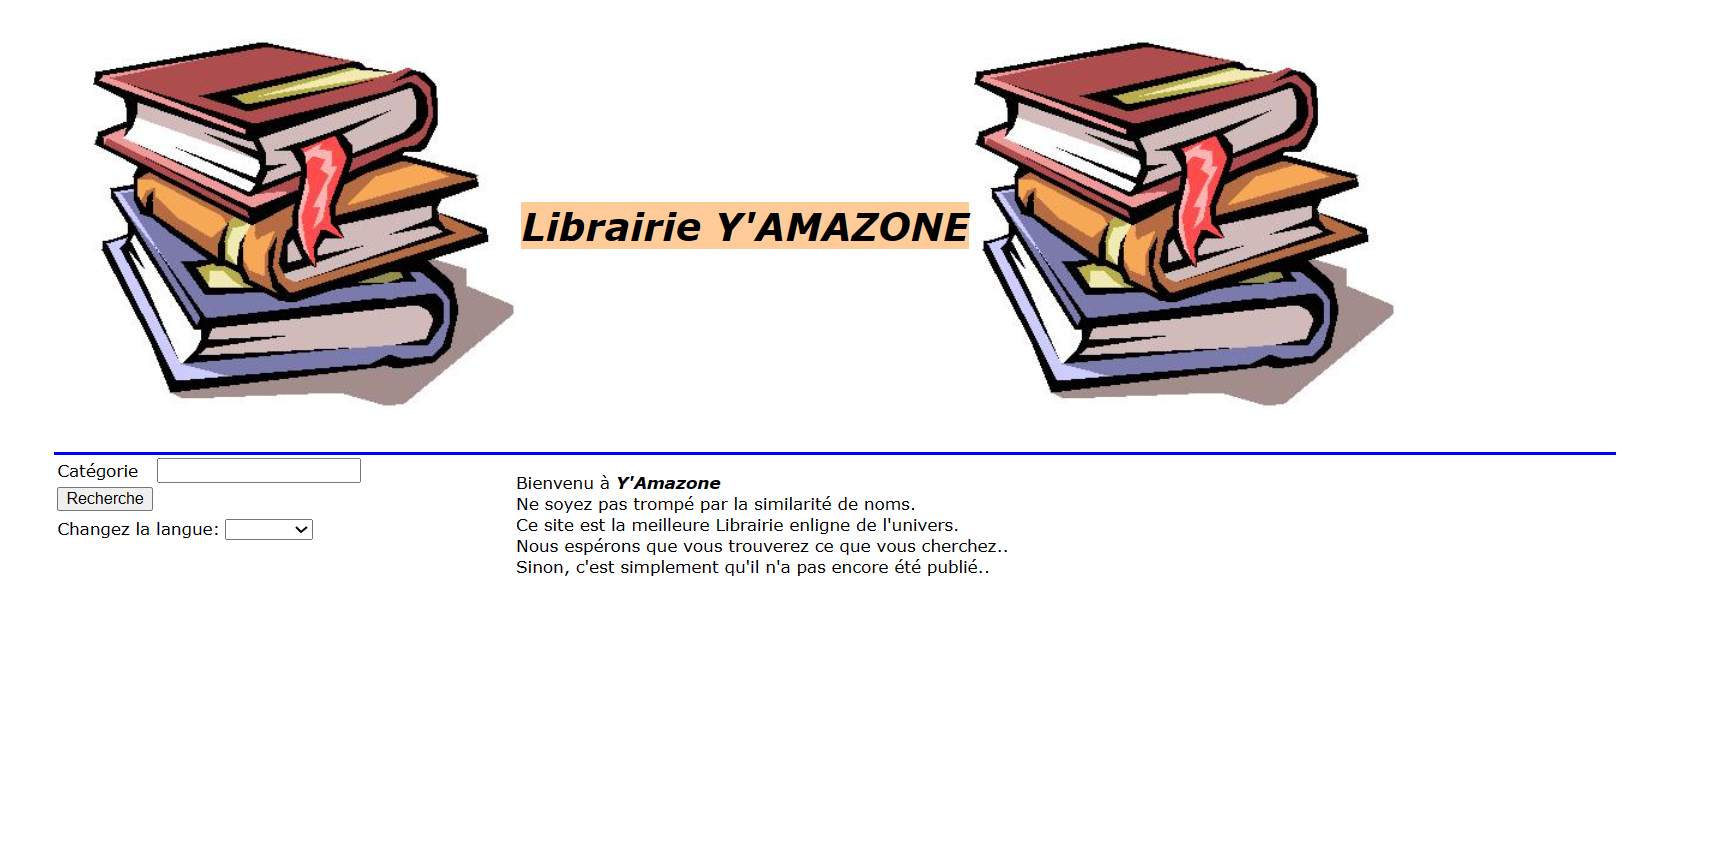 Librairie Y'AMAZONE
Catégorie
Recherche
Changez la langue:
Bienvenu à Y'Amazone
Ne soyez pas trompé par la similarité de noms.
Ce site est la meilleure Librairie enligne de l'univers.
Nous espérons que vous trouverez ce que vous cherchez..
Sinon, c'est simplement qu'il n'a pas encore été publié..